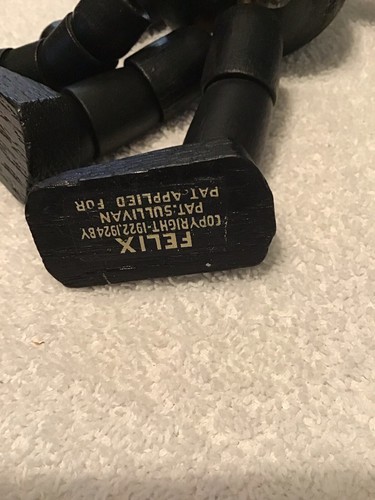 FELIX
COPYRIGHT-1922,1924 BY
PAT. SULLIVAN
PAT. APPLIED FOR